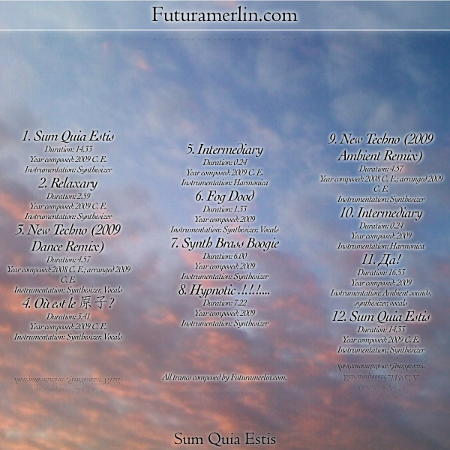 Futuramerlin.com
1. Sum Quia Estis
Duration: 14.33
Year composed: 2009 C. E.
Instrumentation: Synthesizer
2. Relaxary
Duration: 2.59
Year composed: 2009 C. E.
Instrumentation: Synthesizer
3. New Techno (2009
Dance Remix)
Duration: 4.57
Year composed: 2008 C. E.; arranged 2009
C. E.
Instrumentation: Synthesizer, Vocals
4. Où est le 原子?
Duration: 3.41
Year composed: 2009 C. E.
Instrumentation: Synthesizer, Vocals
5. Intermediary
Duration: 0.24
Year composed: 2009
Instrumentation: Harmonica
6. Fog Dood
Duration: 1.33
Year composed: 2009
Instrumentation: Synthesizer, Vocals
7. Synth Brass Boogie
Duration: 6.00
Year composed: 2009
Instrumentation: Synthesizer
8. Hypnotic .!.!.!....
Duration: 7.22
Year composed: 2009
Instrumentation: Synthesizer
All tranks composed by Futuramerlin.com.
9. New Techno (2009
Ambient Remix)
Duration: 4.57
Year composed: 2008 C. E., arranged 2009
C. E.
Instrumentation: Synthesizer
10. Intermediary
Duration: 0.24
Year composed: 2009
Instrumentation: Harmonica
11. Да!
Duration: 16.53
Year composed: 2009
Instrumentation: Ambient sounds,
synthesizer, vocals
12. Sum Quia Estis
Duration: 14.33
Year composed: 2009
Instrumentation: Synthesizer
Sum Quia Estis